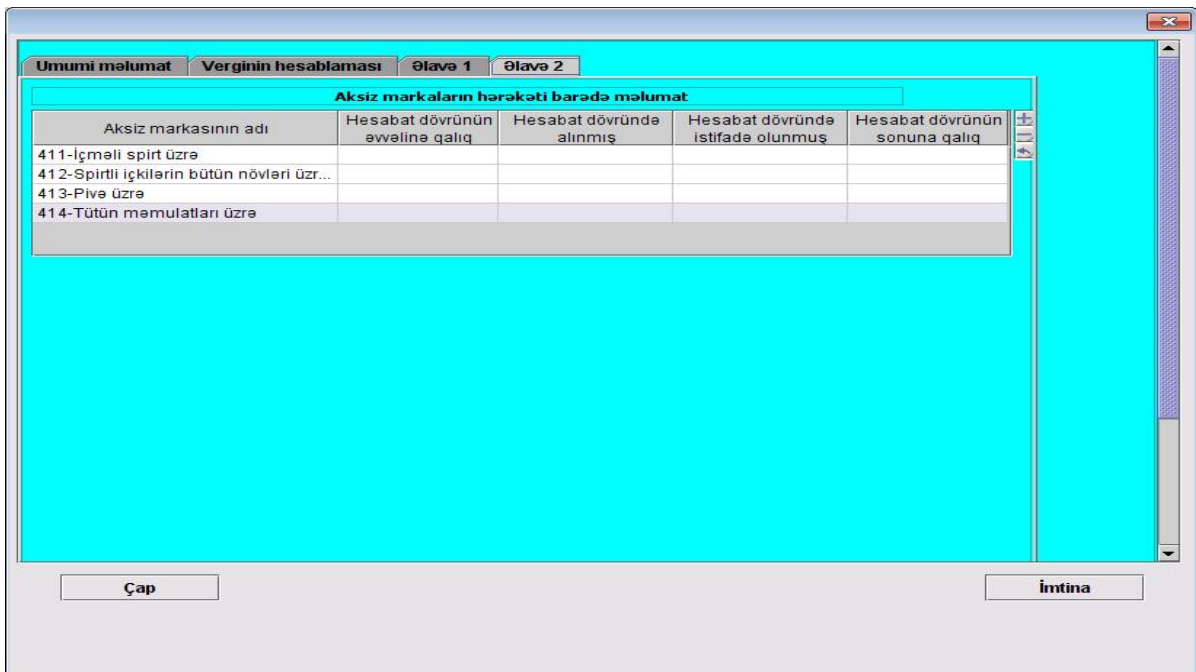 Umumi məlumat Verginin hesablaması Əlavə 1 Əlavə 2
Aksiz markaların hərəkəti barədə məlumat
Aksiz markasının adı
Hesabat dövrünün
əvvəlinə qalıq
Hesabat dövründə
alınmış
Hesabat dövründə
istifadə olunmuş
Hesabat dövrünün
sonuna qalıq
411-İçməli spirt üzrə
412-Spirtli içkilərin bütün növləri üzr...
413-Pivə üzrə
414-Tütün məmulatları üzrə
Çap
İmtina